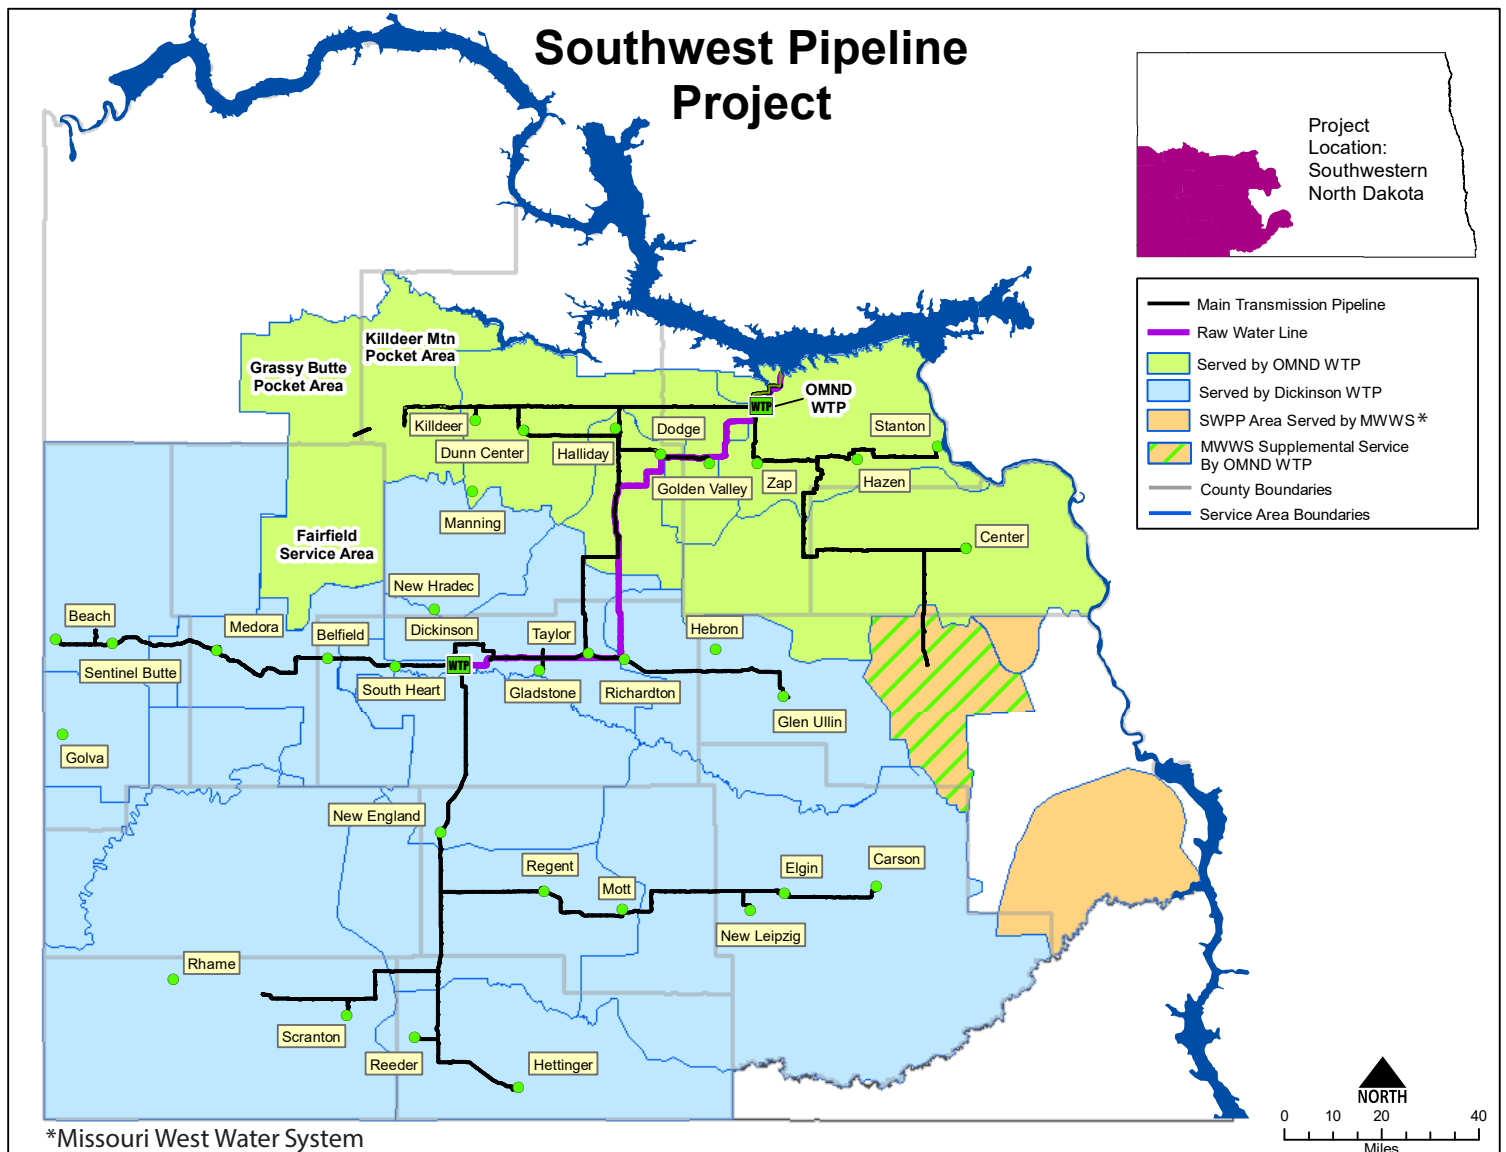 Southwest Pipeline
Project
Project
Location:
Southwestern
North Dakota
Main Transmission Pipeline
Raw Water Line
Served by OMND WTP
Served by Dickinson WTP
SWPP Area Served by MWWS*
MWWS Supplemental Service
By OMND WTP
County Boundaries
Service Area Boundaries
Killdeer Mtn
Pocket Area
Grassy Butte
Pocket Area
OMND
WTP
WTP
Killdeer
Dodge
Stanton
Dunn Center
Halliday
Golden Valley
Zap
Hazen
Manning
Fairfield
Service Area
Center
New Hradec
Beach
Medora
Belfield
Dickinson
Taylor
Hebron
WTP
Sentinel Butte
South Heart
Gladstone
Richardton
Glen Ullin
Golva
New England
Regent
Mott
Elgin
Carson
New Leipzig
Rhame
Scranton
Reeder
Hettinger
NORTH
0 10 20 40
Miles
*Missouri West Water System